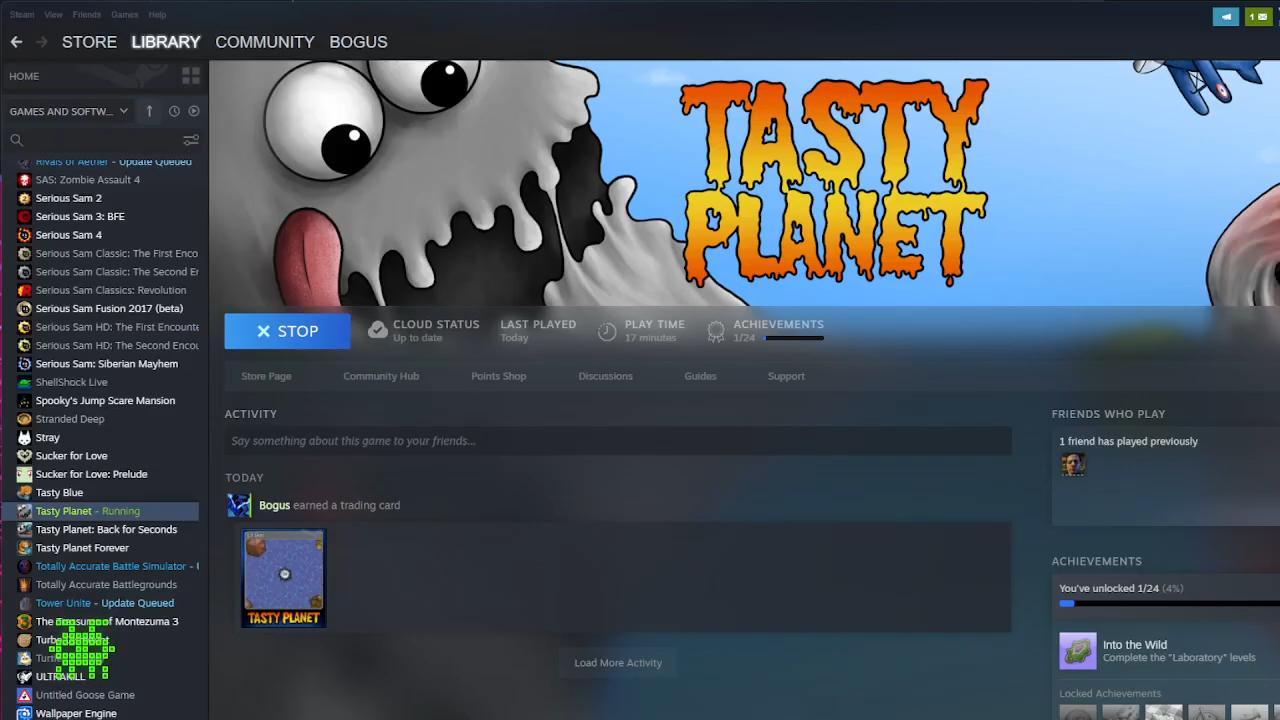 Steam View Friends Games Help
1
STORE LIBRARY COMMUNITY BOGUS
HOME
GAMES AND SOFTW...
Rivals of Aether - Update Queued
SAS: Zombie Assault 4
Serious Sam 2
Serious Sam 3: BFE
Serious Sam 4
Serious Sam Classic: The First Enco
Serious Sam Classic: The Second En
Serious Sam Classics: Revolution
Serious Sam Fusion 2017 (beta)
Serious Sam HD: The First Encounte
Serious Sam HD: The Second Encou
Serious Sam: Siberian Mayhem
ShellShock Live
Spooky's Jump Scare Mansion
Stranded Deep
Stray
Sucker for Love
Sucker for Love: Prelude
Tasty Blue
Tasty Planet - Running
Tasty Planet: Back for Seconds
Tasty Planet Forever
Totally Accurate Battle Simulator - U
Totally Accurate Battlegrounds
Tower Unite - Update Queued
The of Montezuma 3
ULTRAKILL
Untitled Goose Game
Wallpaper Engine
TASTY
PLANET
STOP
CLOUD STATUS
Up to date
LAST PLAYED
Today
PLAY TIME
17 minutes
ACHIEVEMENTS
1/24
Store Page Community Hub Points Shop Discussions Guides Support
ACTIVITY
Say something about this game to your friends...
TODAY
Bogus earned a trading card
TASTY PLANET
Load More Activity
FRIENDS WHO PLAY
1 friend has played previously
ACHIEVEMENTS
You've unlocked 1/24 (4%)
Into the Wild
Complete the "Laboratory" levels
Locked Achievements